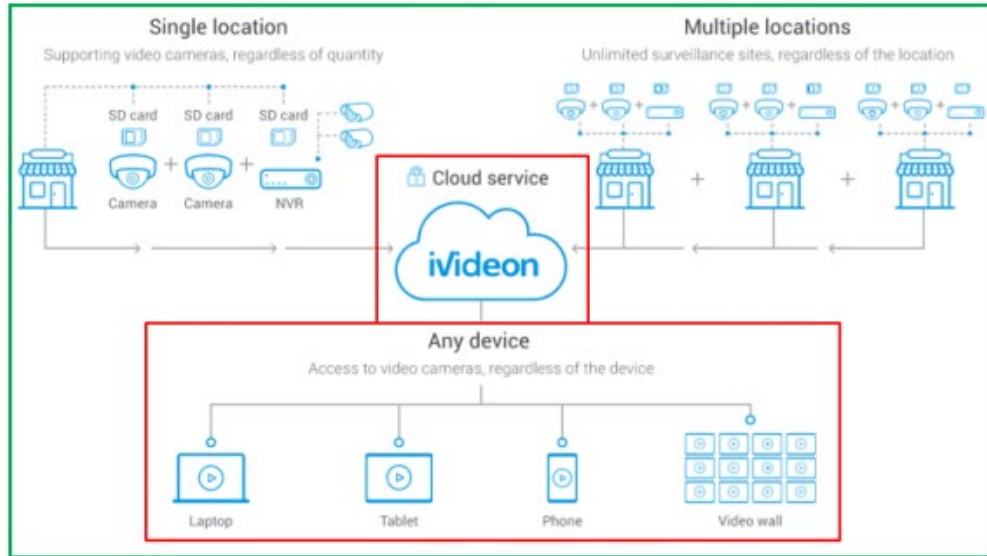 Single location
Supporting video cameras, regardless of quantity
SD card
SD card
SD card
Camera
Camera
NVR
Multiple locations
Unlimited surveillance sites, regardless of the location
Cloud service
iVideon
Any device
Access to video cameras, regardless of the device
Laptop
Tablet
Phone
Video wall